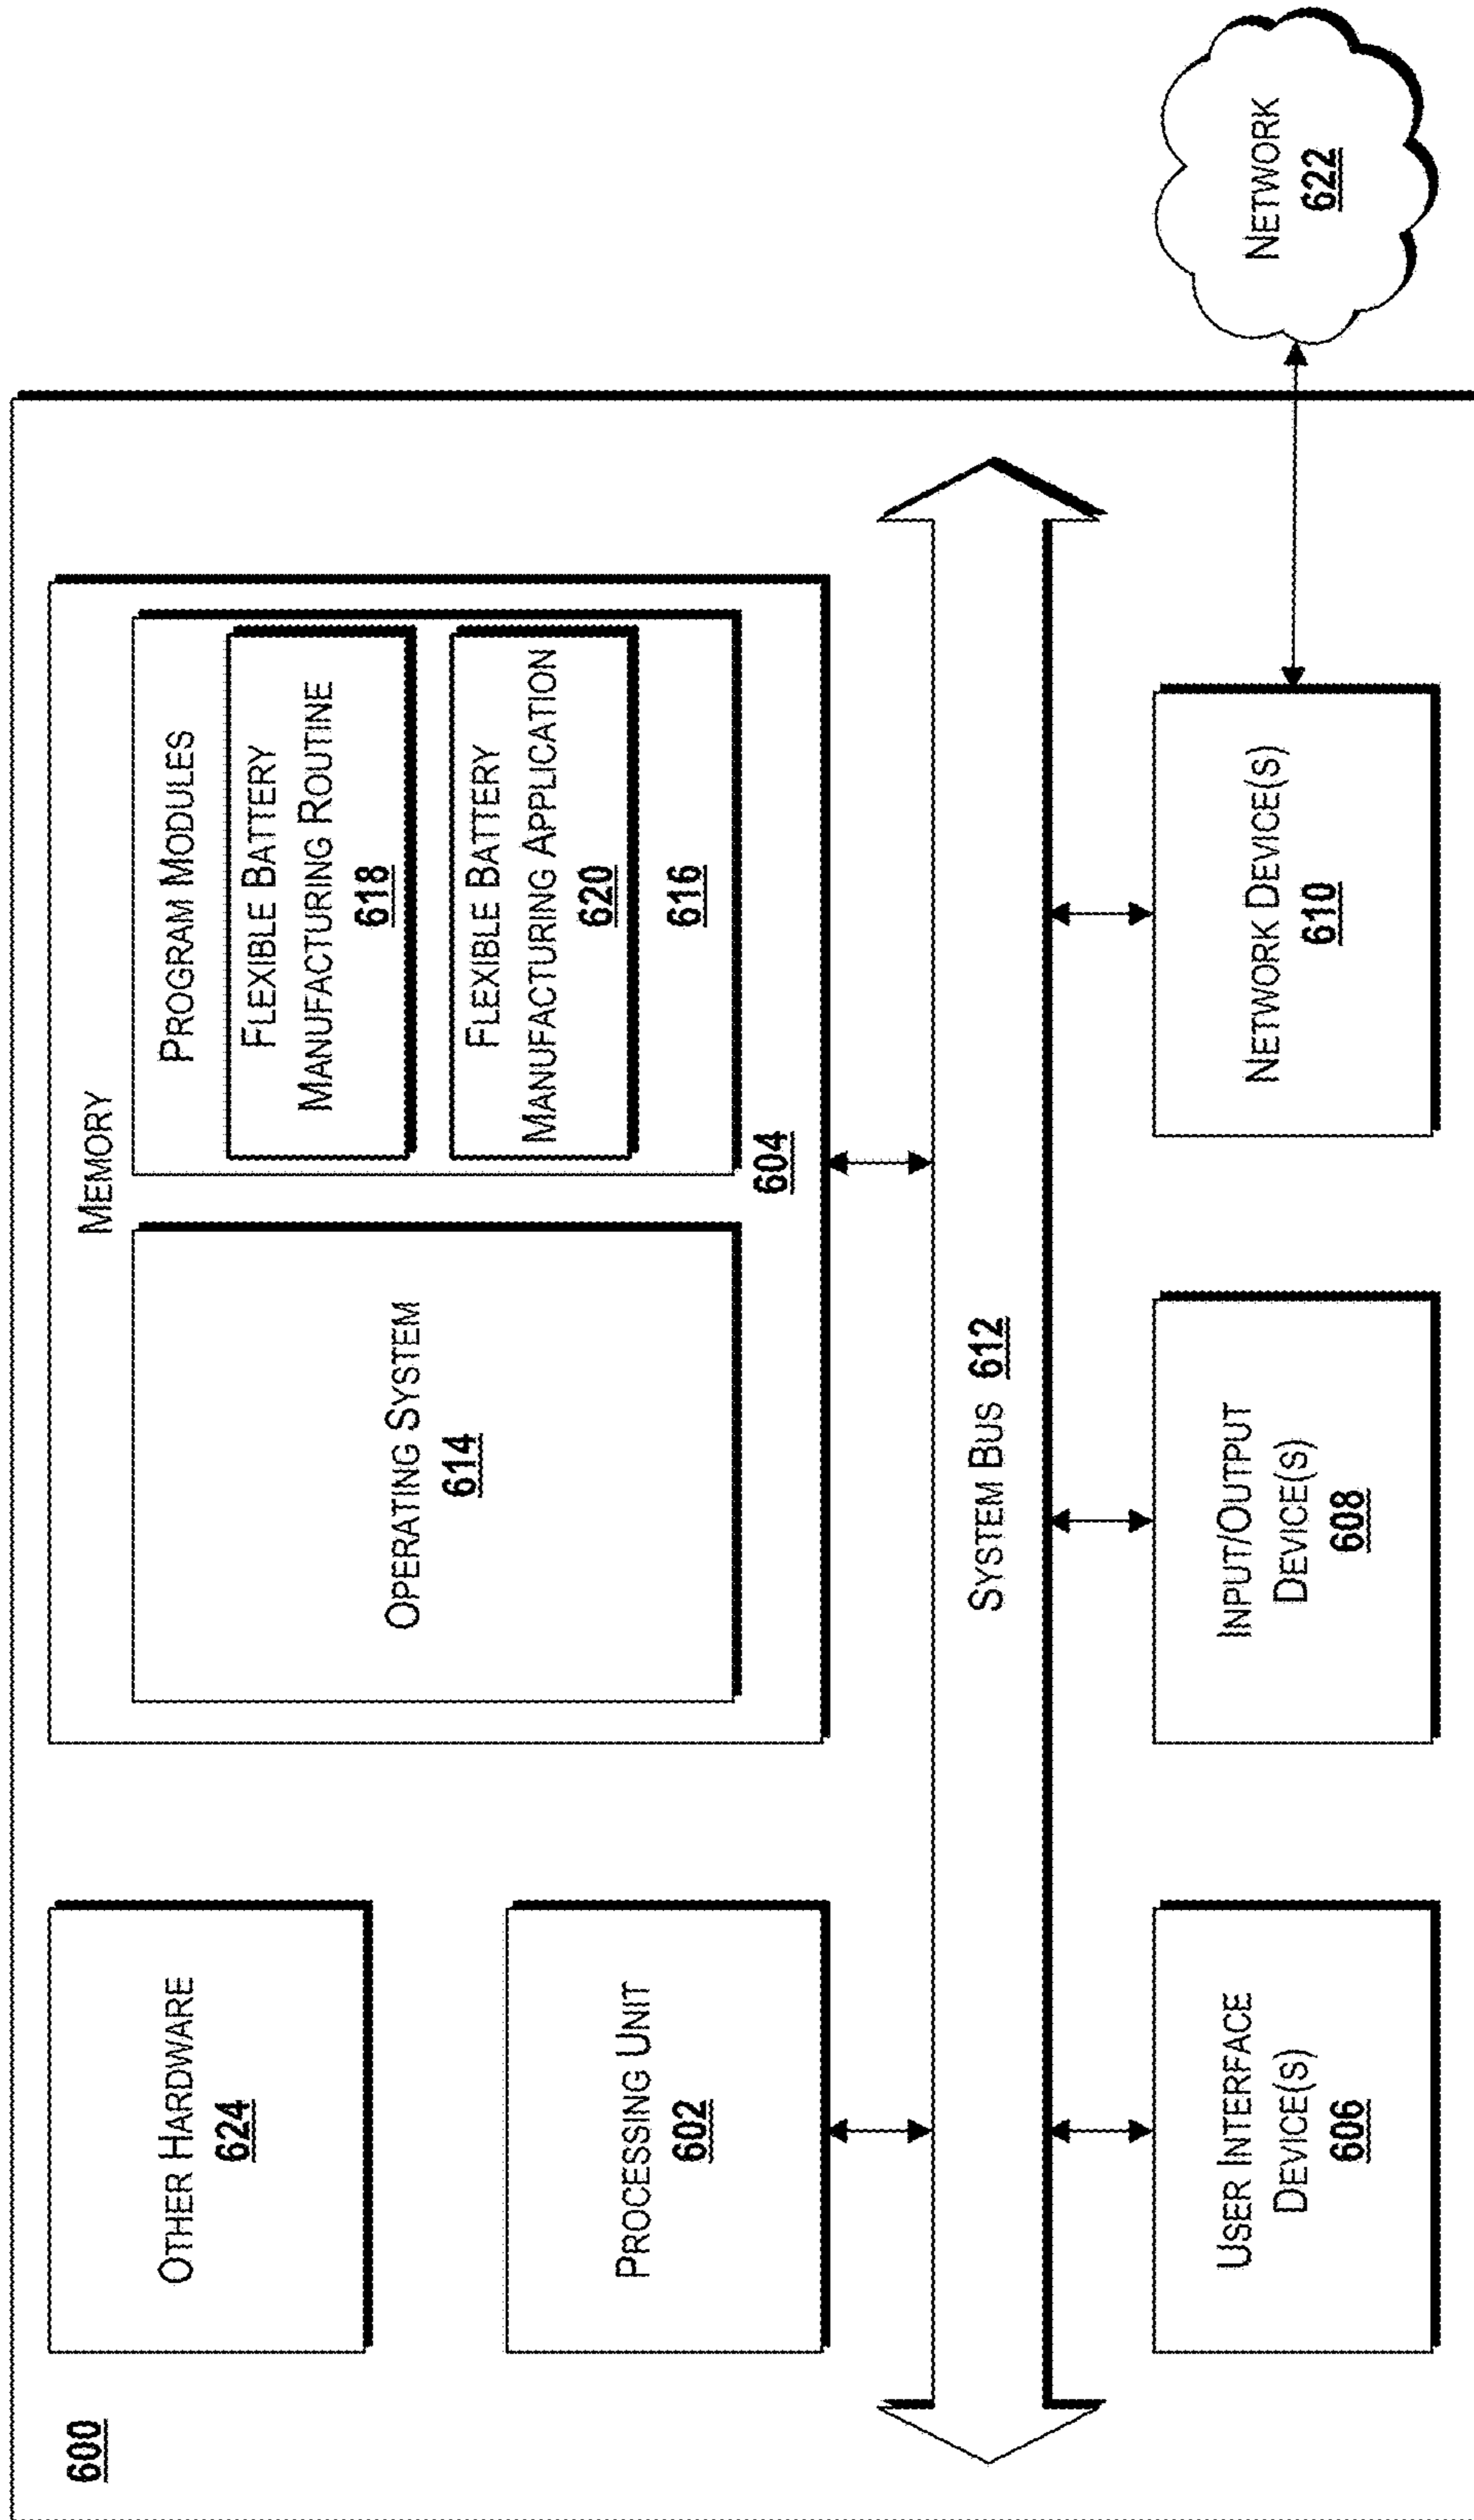 600
OTHER HARDWARE
624
PROCESSING UNIT
602
MEMORY
OPERATING SYSTEM
614
PROGRAM MODULES
FLEXIBLE BATTERY
MANUFACTURING ROUTINE
618
FLEXIBLE BATTERY
MANUFACTURING APPLICATION
620
616
604
SYSTEM BUS 612
USER INTERFACE
DEVICE(S)
606
INPUT/OUTPUT
DEVICE(S)
608
NETWORK DEVICE(S)
610
NETWORK
622